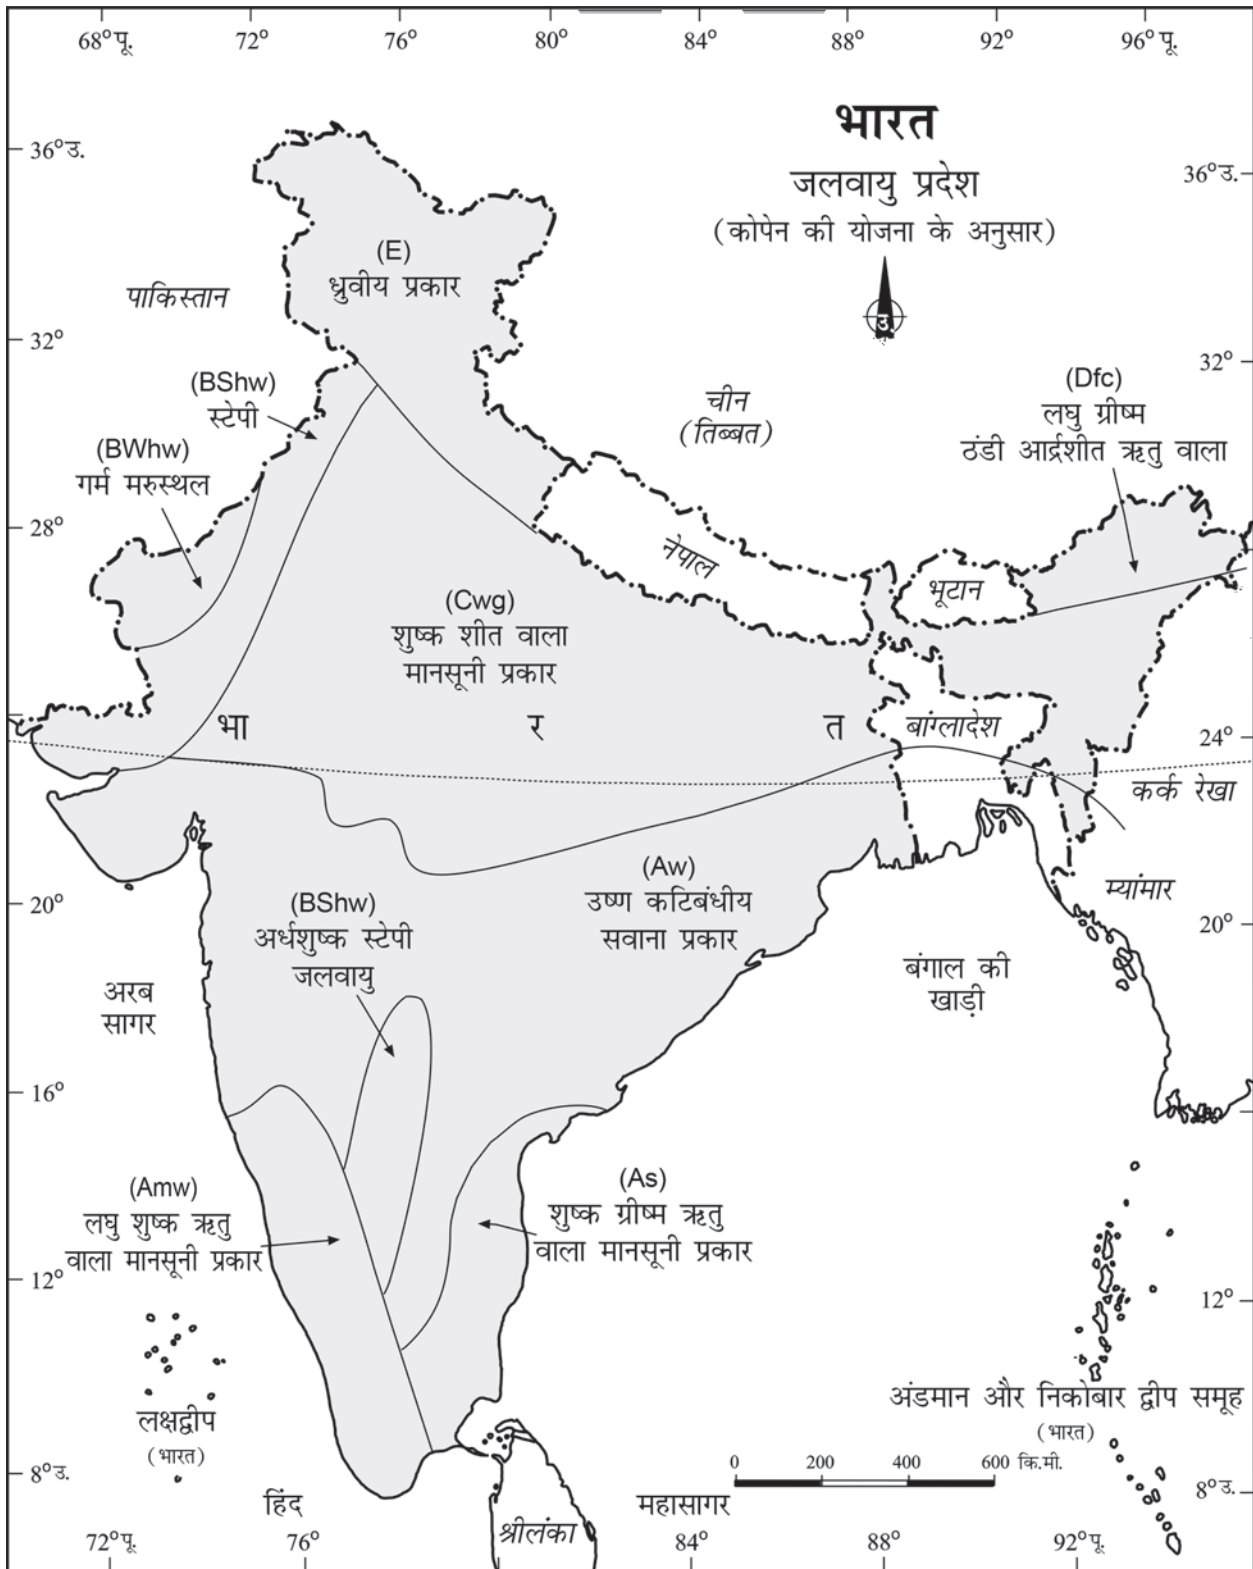 68° पू.
72°
76°
80°
84°
88°
92°
96° पू.
भारत
जलवायु प्रदेश
(कोपेन की योजना के अनुसार)
उ.
36° उ.
36° उ.
(E)
ध्रुवीय प्रकार
पाकिस्तान
32°
32°
(BShw)
स्टेपी
चीन
(तिब्बत)
(Dfc)
लघु ग्रीष्म
ठंडी आर्द्रशीत ऋतु वाला
(BWhw)
गर्म मरुस्थल
28°
नेपाल
भूटान
(Cwg)
शुष्क शीत वाला
मानसूनी प्रकार
भा र त
बांग्लादेश
24°
कर्क रेखा
(Aw)
उष्ण कटिबंधीय
सवाना प्रकार
म्यांमार
20°
20°
(BShw)
अर्धशुष्क स्टेपी
जलवायु
अरब
सागर
बंगाल की
खाड़ी
16°
(Amw)
लघु शुष्क ऋतु
वाला मानसूनी प्रकार
(As)
शुष्क ग्रीष्म ऋतु
वाला मानसूनी प्रकार
12°
12°
लक्षद्वीप
(भारत)
अंडमान और निकोबार द्वीप समूह
(भारत)
0 200 400 600 कि.मी.
8° उ.
8° उ.
हिंद
महासागर
श्रीलंका
72° पू.
76°
84°
88°
92° पू.